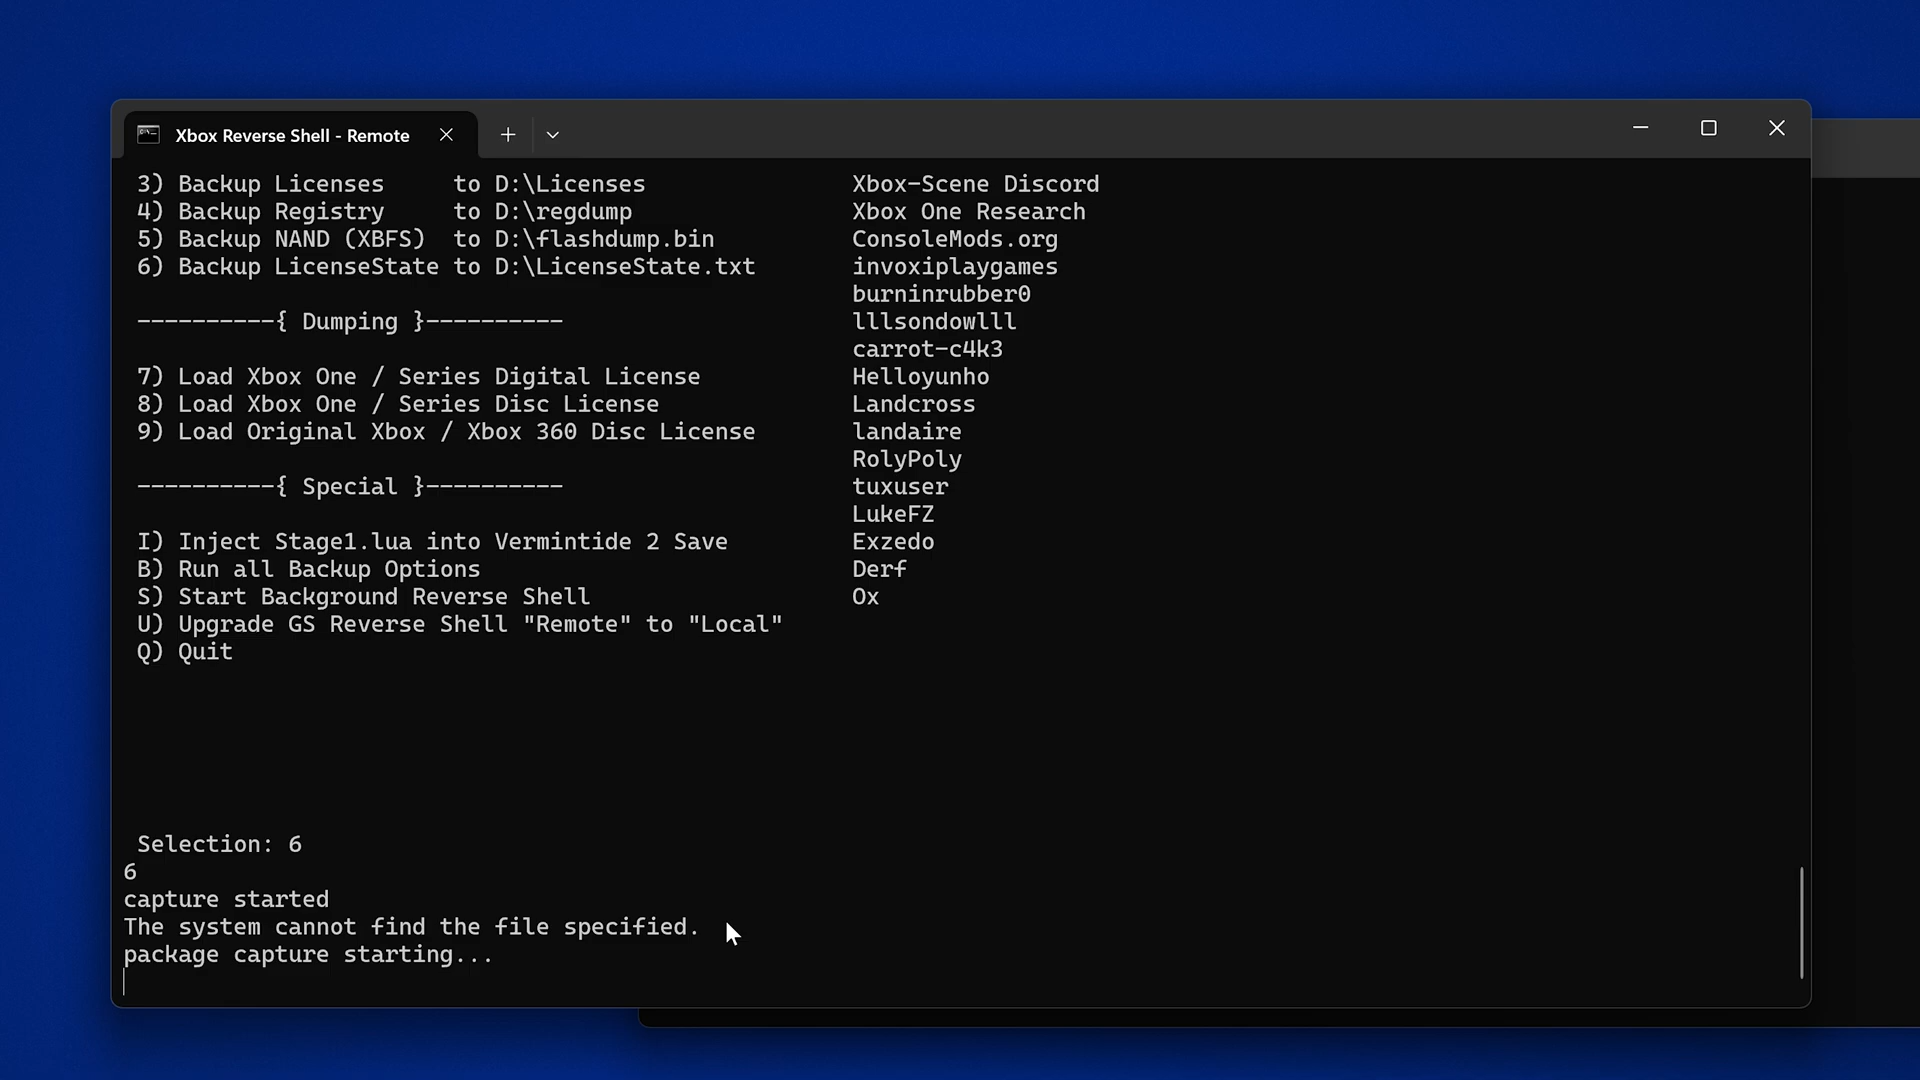 Xbox Reverse Shell - Remote
3) Backup Licenses to D:\Licenses Xbox-Scene Discord
4) Backup Registry to D:\regdump Xbox One Research
5) Backup NAND (XBFS) to D:\flashdump.bin ConsoleMods.org
6) Backup LicenseState to D:\LicenseState.txt invoxiplaygames
burninrubber0
----------{ Dumping }---------- lllsondowlll
carrot-c4k3
7) Load Xbox One / Series Digital License Helloyunho
8) Load Xbox One / Series Disc License Landcross
9) Load Original Xbox / Xbox 360 Disc License landaire
RolyPoly
----------{ Special }---------- tuxuser
LukeFZ
I) Inject Stage1.lua into Vermintide 2 Save Exzedo
B) Run all Backup Options Derf
S) Start Background Reverse Shell Ox
U) Upgrade GS Reverse Shell "Remote" to "Local"
Q) Quit
Selection: 6
6
capture started
The system cannot find the file specified.
package capture starting...